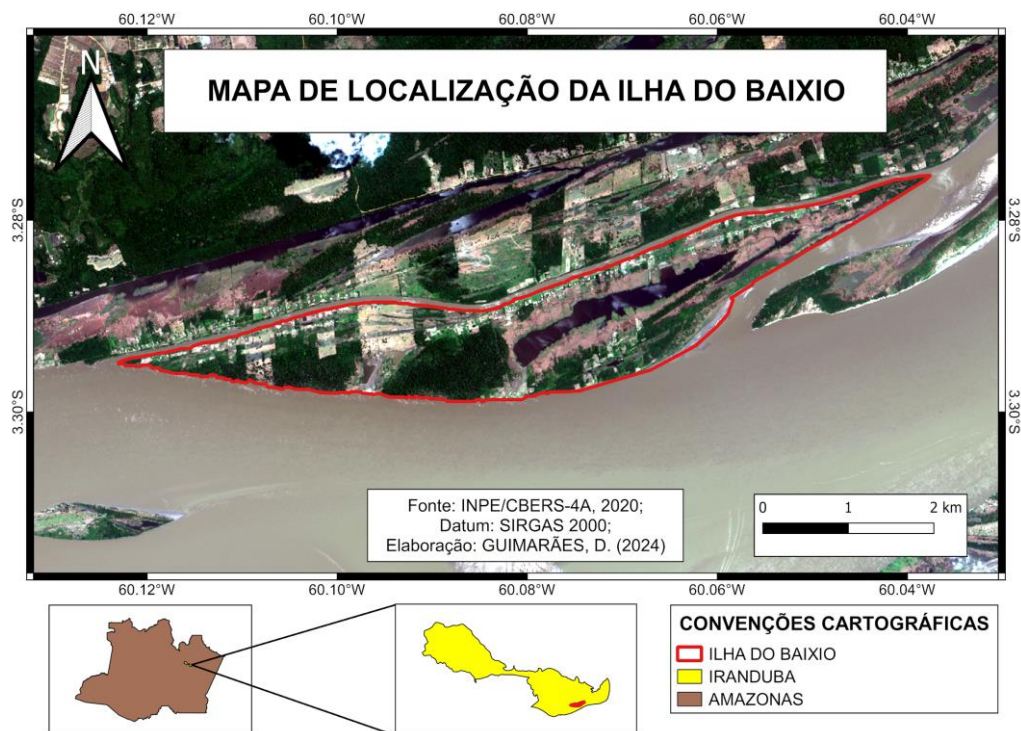 60.12°W 60.10°W 60.08°W 60.06°W 60.04°W
N
MAPA DE LOCALIZAÇÃO DA ILHA DO BAIXIO
3.28°S 3.28°S
3.30°S 3.30°S
Fonte: INPE/CBERS-4A, 2020;
Datum: SIRGAS 2000;
Elaboração: GUIMARÃES, D. (2024)
0 1 2 km
60.12°W 60.10°W 60.08°W 60.06°W 60.04°W
CONVENÇÕES CARTOGRÁFICAS
ILHA DO BAIXIO
IRANDUBA
AMAZONAS